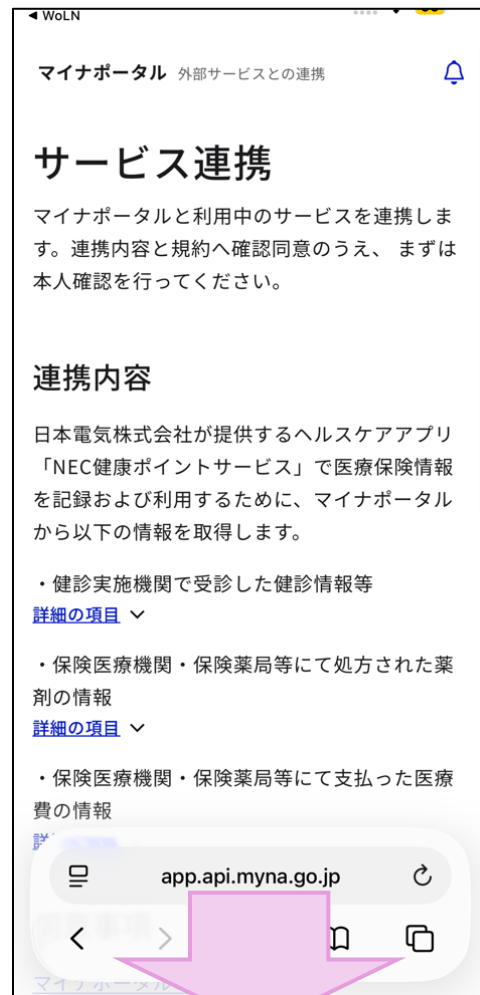 ◀ WoLN
マイナポータル 外部サービスとの連携
サービス連携
マイナポータルと利用中のサービスを連携しま
す。連携内容と規約へ確認同意のうえ、 まずは
本人確認を行ってください。
連携内容
日本電気株式会社が提供するヘルスケアアプリ
「NEC健康ポイントサービス」で医療保険情報
を記録および利用するために、マイナポータル
から以下の情報を取得します。
・健診実施機関で受診した健診情報等
詳細の項目
・保険医療機関・保険薬局等にて処方された薬
剤の情報
詳細の項目
・保険医療機関・保険薬局等にて支払った医療
費の情報
app.api.myna.go.jp
マイナポータル